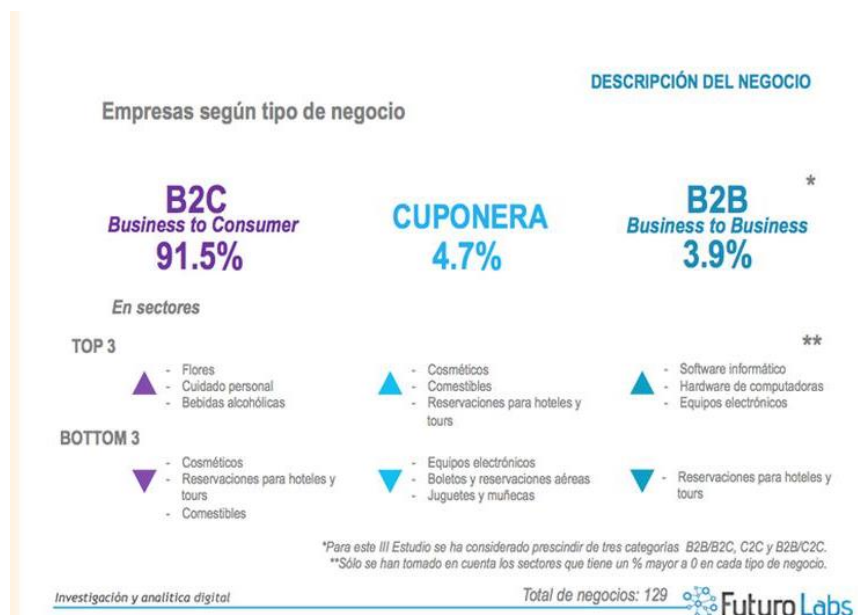 DESCRIPCIÓN DEL NEGOCIO
Empresas según tipo de negocio
B2C
Business to Consumer
91.5%
CUPONERA
4.7%
*
B2B
Business to Business
3.9%
En sectores
TOP 3
- Flores
- Cuidado personal
- Bebidas alcohólicas
- Cosméticos
- Comestibles
- Reservaciones para hoteles y
tours
**
- Software informático
- Hardware de computadoras
- Equipos electrónicos
BOTTOM 3
- Cosméticos
- Reservaciones para hoteles y
tours
- Comestibles
- Equipos electrónicos
- Boletos y reservaciones aéreas
- Juguetes y muñecas
- Reservaciones para hoteles y
tours
*Para este III Estudio se ha considerado prescindir de tres categorías B2B/B2C, C2C y B2B/C2C.
**Sólo se han tomado en cuenta los sectores que tiene un % mayor a 0 en cada tipo de negocio.
Investigación y analítica digital
Total de negocios: 129
Futuro Labs